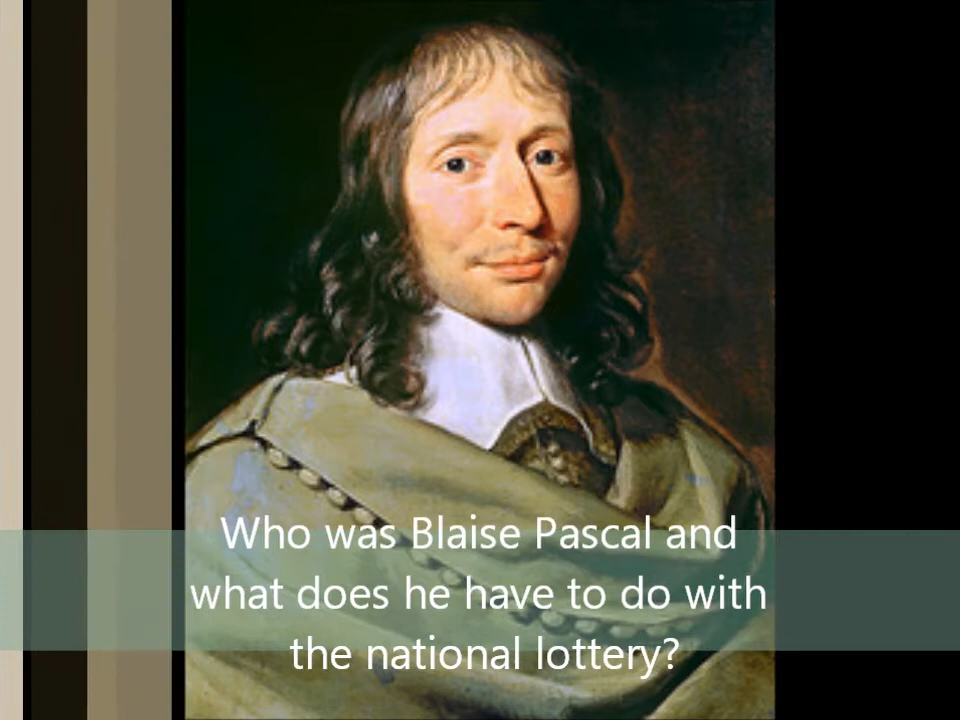 Who was Blaise Pascal and
what does he have to do with
the national lottery?